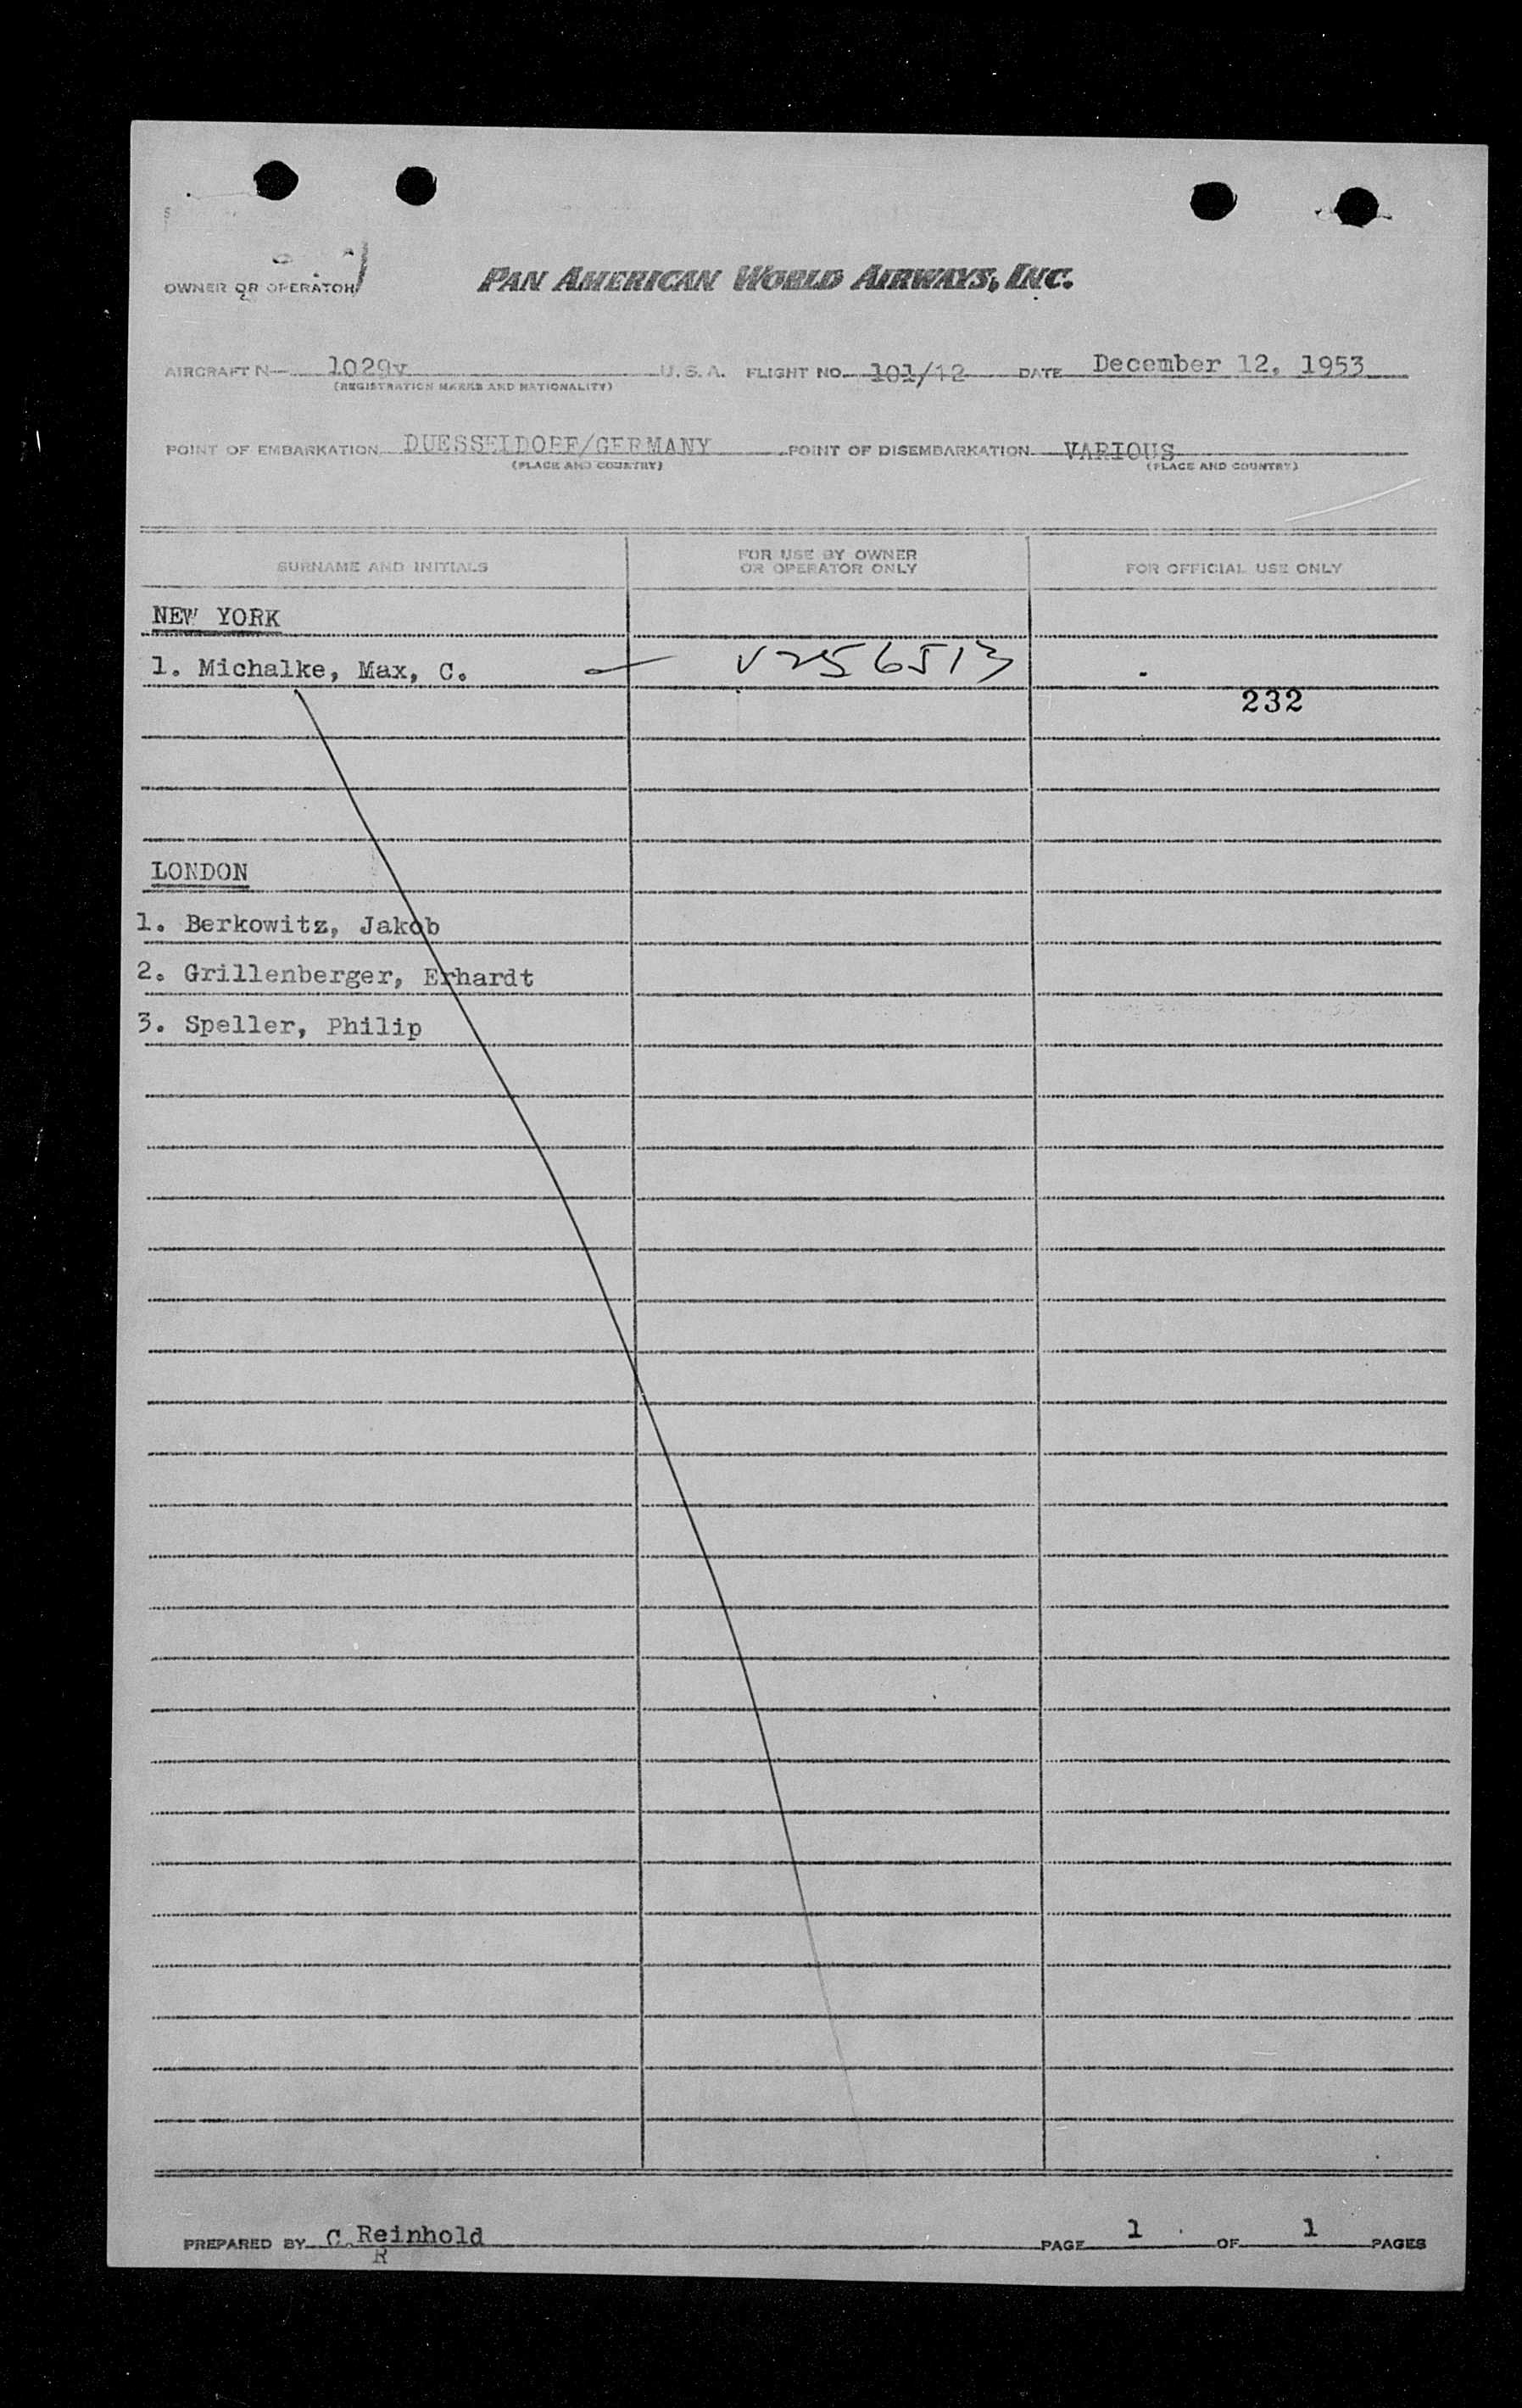 OWNER OR OPERATOR PAN AMERICAN WORLD AIRWAYS, INC.
AIRCRAFT N 1029v U.S.A. FLIGHT NO. 101/12 DATE December 12, 1953
(REGISTRATION MARKS AND NATIONALITY)
POINT OF EMBARKATION DUESSELDORF/GERMANY POINT OF DISEMBARKATION VARIOUS
(PLACE AND COUNTRY) (PLACE AND COUNTRY)
SURNAME AND INITIALS FOR USE BY OWNER OR OPERATOR ONLY FOR OFFICIAL USE ONLY
NEW YORK
1. Michalke, Max, C. V256513
232
LONDON
1. Berkowitz, Jakob
2. Grillenberger, Erhardt
3. Speller, Philip
PREPARED BY C.Reinhold PAGE 1 OF 1 PAGES
R